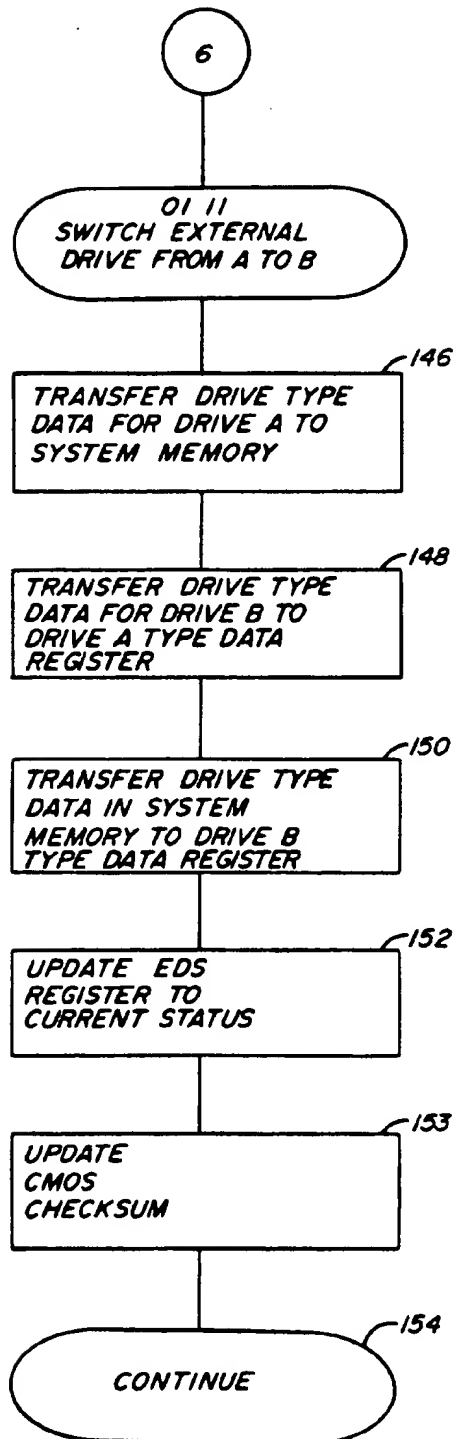 6
01 11
SWITCH EXTERNAL
DRIVE FROM A TO B
146
TRANSFER DRIVE TYPE
DATA FOR DRIVE A TO
SYSTEM MEMORY
148
TRANSFER DRIVE TYPE
DATA FOR DRIVE B TO
DRIVE A TYPE DATA
REGISTER
150
TRANSFER DRIVE TYPE
DATA IN SYSTEM
MEMORY TO DRIVE B
TYPE DATA REGISTER
152
UPDATE EDS
REGISTER TO
CURRENT STATUS
153
UPDATE
CMOS
CHECKSUM
154
CONTINUE